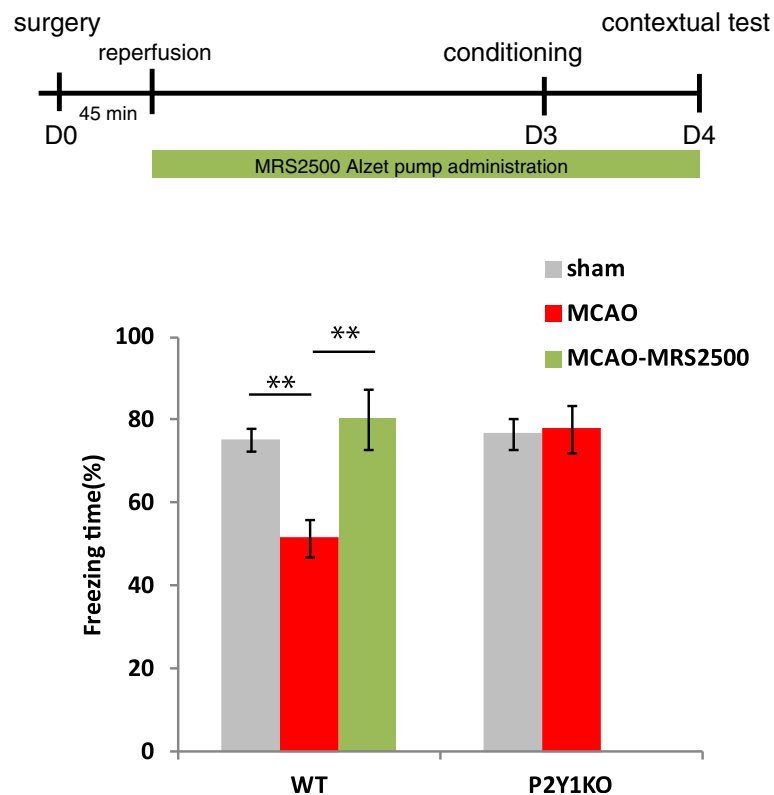 surgery
contextual test
reperfusion
conditioning
45 min
D0
D3
D4
MRS2500 Alzet pump administration
sham
MCAO
MCAO-MRS2500
**
**
100
80
60
40
20
0
Freezing time(%)
WT
P2Y1KO